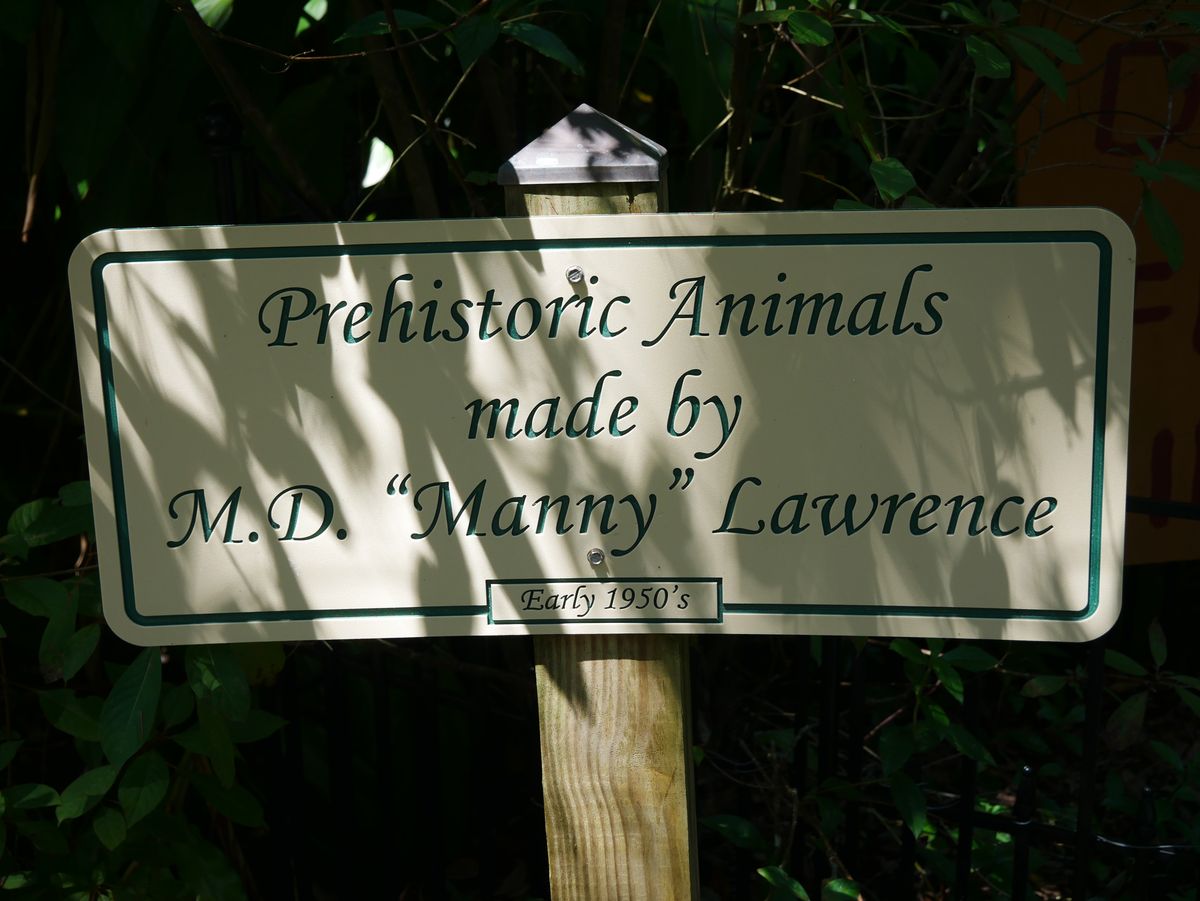 Prehistoric Animals
made by
M.D. “Manny” Lawrence
Early 1950's